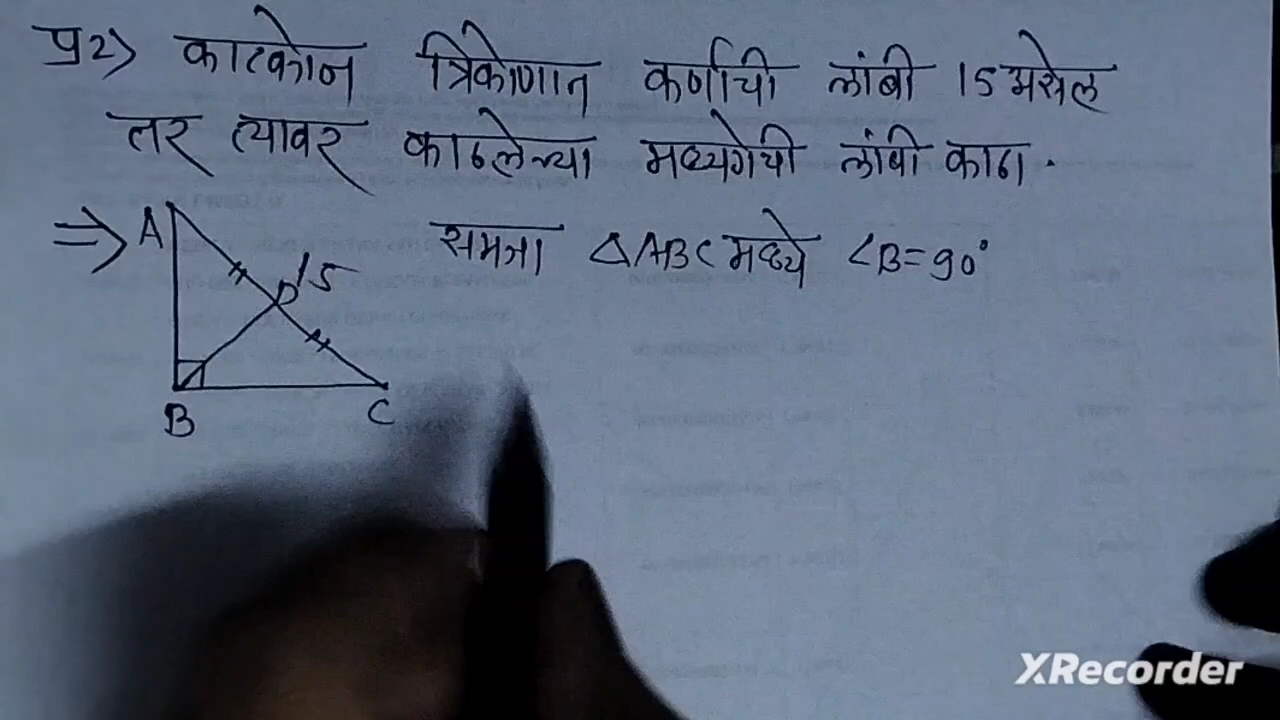 प्र2) काटकोन त्रिकोणात कर्णाची लांबी 15 असेल
तर त्यावर काढलेल्या मध्यगेची लांबी काढा.
⇒ समजा △ABC मध्ये ∠B=90°
A
D 15
B C
XRecorder